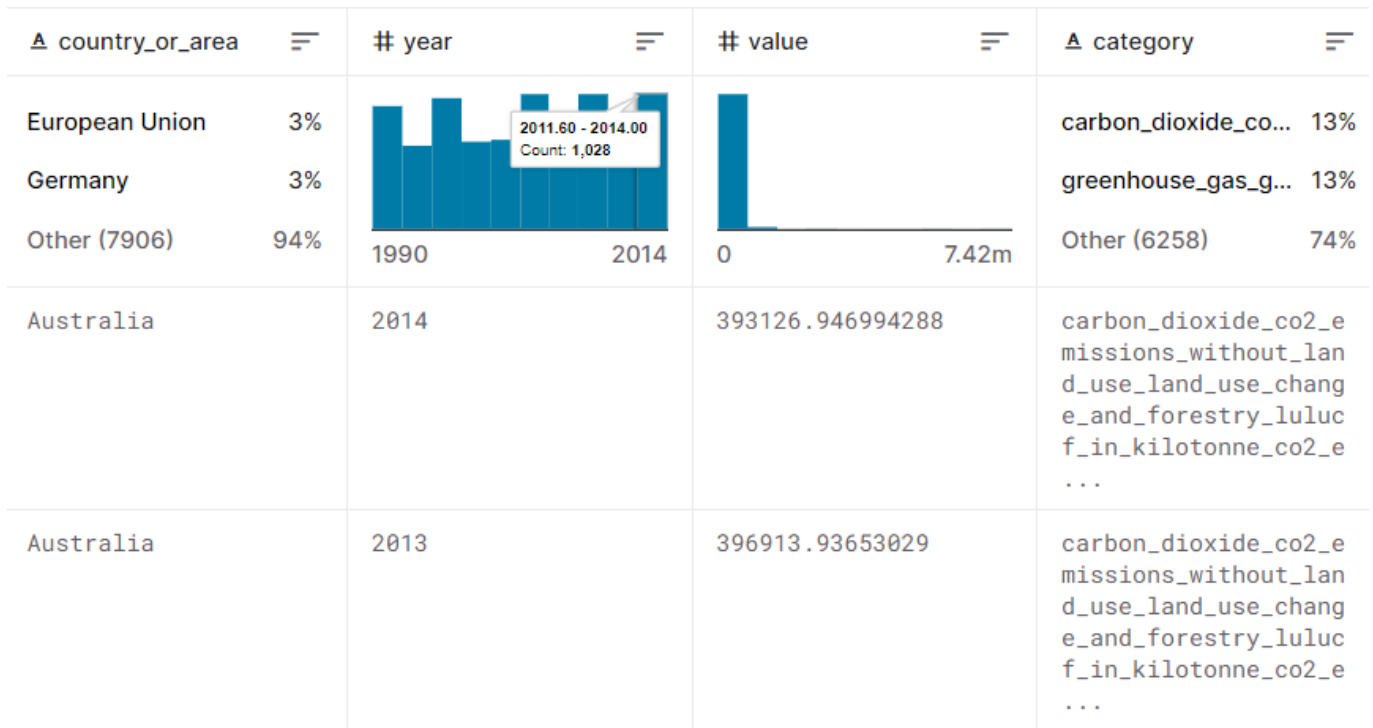 country_or_area
# year
# value
category
European Union 3%
Germany 3%
Other (7906) 94%
2011.60 - 2014.00
Count: 1,028
1990 2014
0 7.42m
carbon_dioxide_co... 13%
greenhouse_gas_g... 13%
Other (6258) 74%
Australia
2014
393126.946994288
carbon_dioxide_co2_e
missions_without_lan
d_use_land_use_chang
e_and_forestry_luluc
f_in_kilotonne_co2_e
...
Australia
2013
396913.93653029
carbon_dioxide_co2_e
missions_without_lan
d_use_land_use_chang
e_and_forestry_luluc
f_in_kilotonne_co2_e
...